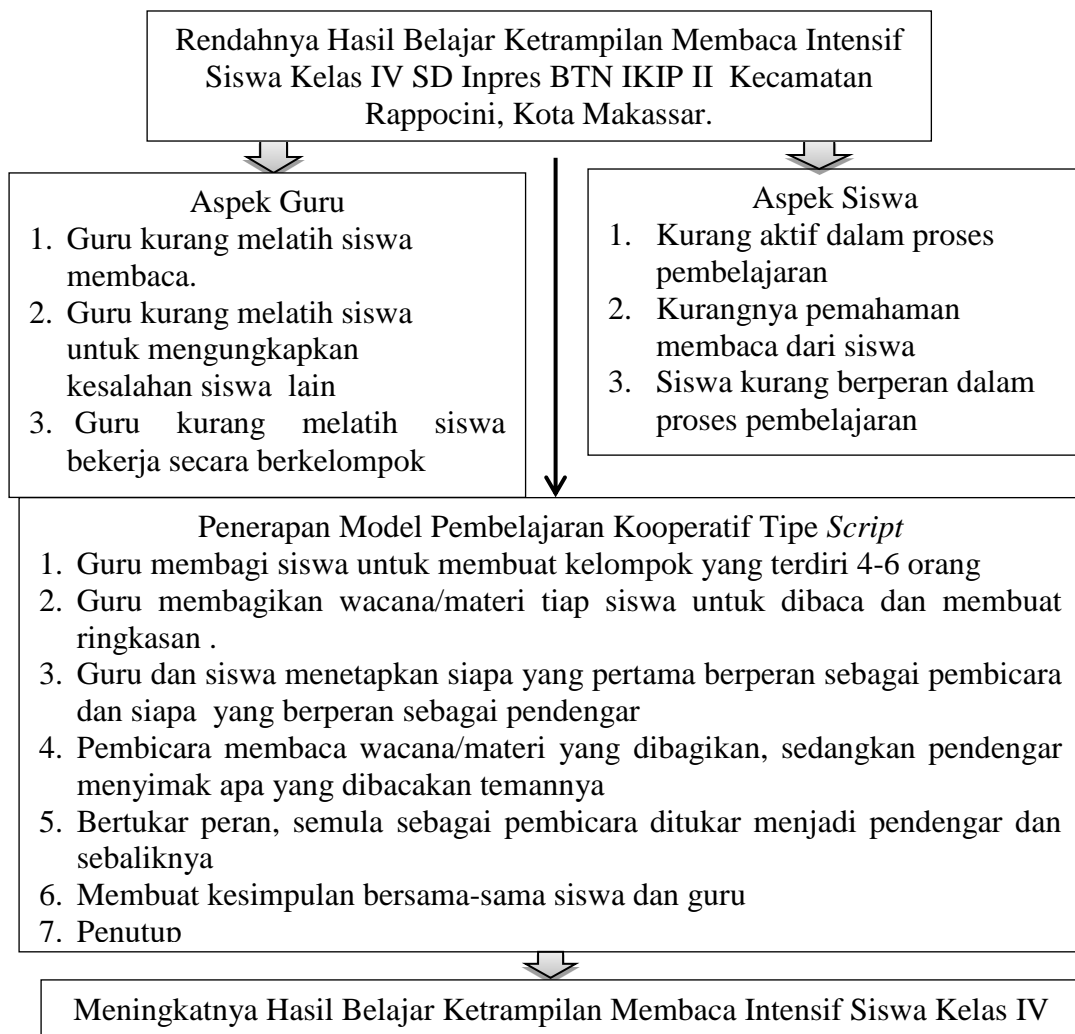 Rendahnya Hasil Belajar Ketrampilan Membaca Intensif
Siswa Kelas IV SD Inpres BTN IKIP II Kecamatan
Rappocini, Kota Makassar.
Aspek Guru
1. Guru kurang melatih siswa
membaca.
2. Guru kurang melatih siswa
untuk mengungkapkan
kesalahan siswa lain
3. Guru kurang melatih siswa
bekerja secara berkelompok
Aspek Siswa
1. Kurang aktif dalam proses
pembelajaran
2. Kurangnya pemahaman
membaca dari siswa
3. Siswa kurang berperan dalam
proses pembelajaran
Penerapan Model Pembelajaran Kooperatif Tipe Script
1. Guru membagi siswa untuk membuat kelompok yang terdiri 4-6 orang
2. Guru membagikan wacana/materi tiap siswa untuk dibaca dan membuat
ringkasan .
3. Guru dan siswa menetapkan siapa yang pertama berperan sebagai pembicara
dan siapa yang berperan sebagai pendengar
4. Pembicara membaca wacana/materi yang dibagikan, sedangkan pendengar
menyimak apa yang dibacakan temannya
5. Bertukar peran, semula sebagai pembicara ditukar menjadi pendengar dan
sebaliknya
6. Membuat kesimpulan bersama-sama siswa dan guru
7. Penutup
Meningkatnya Hasil Belajar Ketrampilan Membaca Intensif Siswa Kelas IV